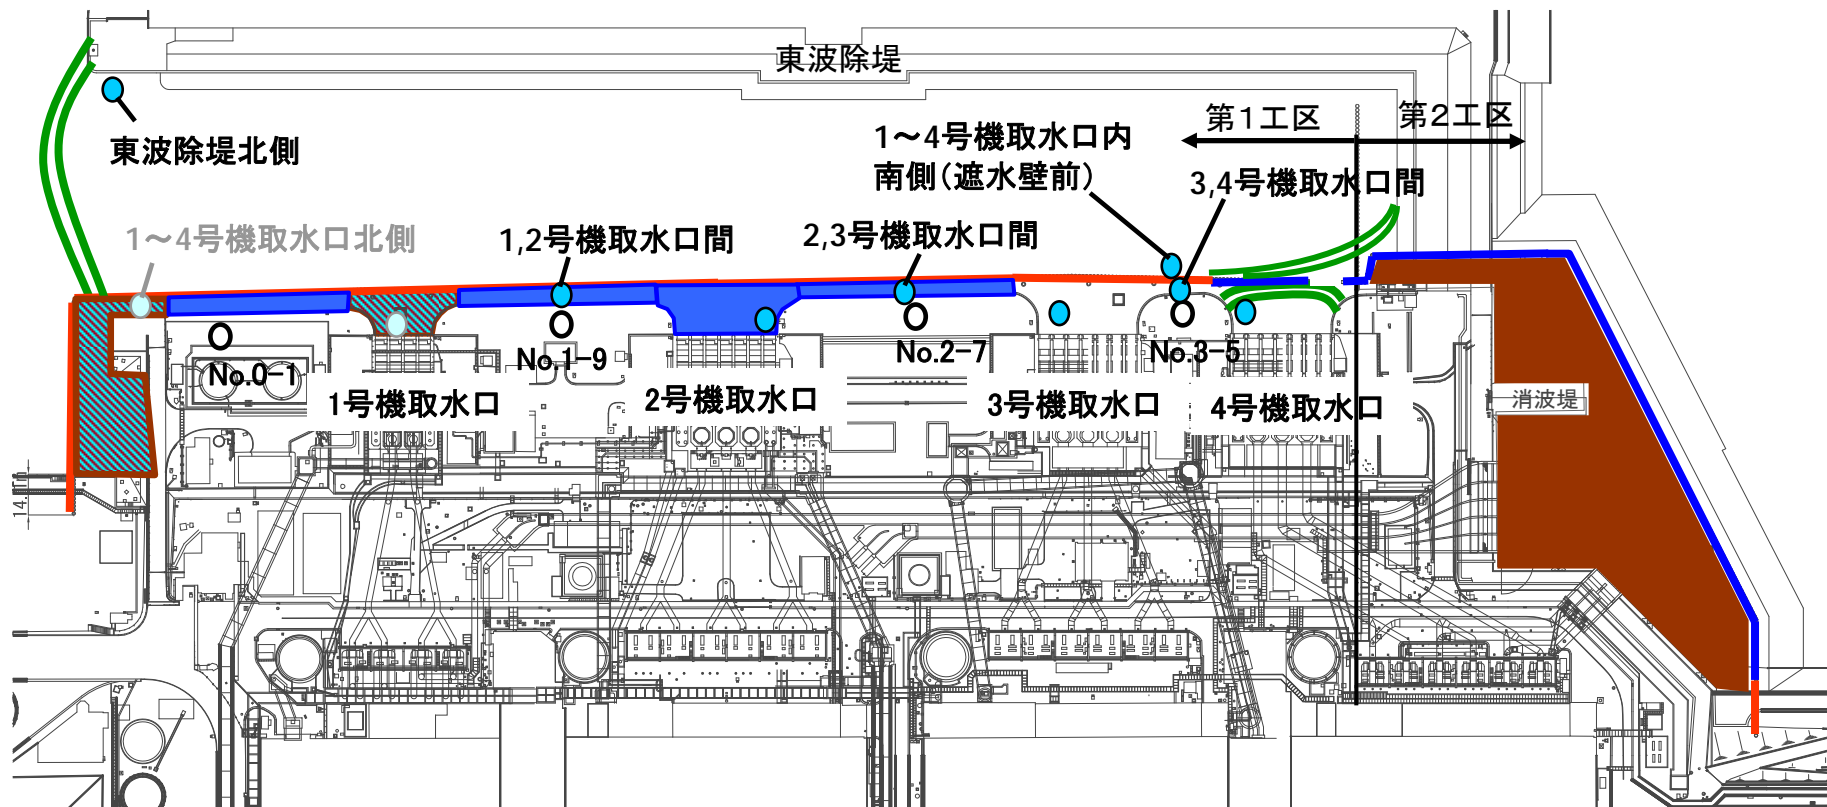 東波除堤
東波除堤北側
第1工区
第2工区
1～4号機取水口内
南側(遮水壁前)
3,4号機取水口間
1～4号機取水口北側
1,2号機取水口間
2,3号機取水口間
No.0-1
No.1-9
No.2-7
No.3-5
1号機取水口
2号機取水口
3号機取水口
4号機取水口
消波堤